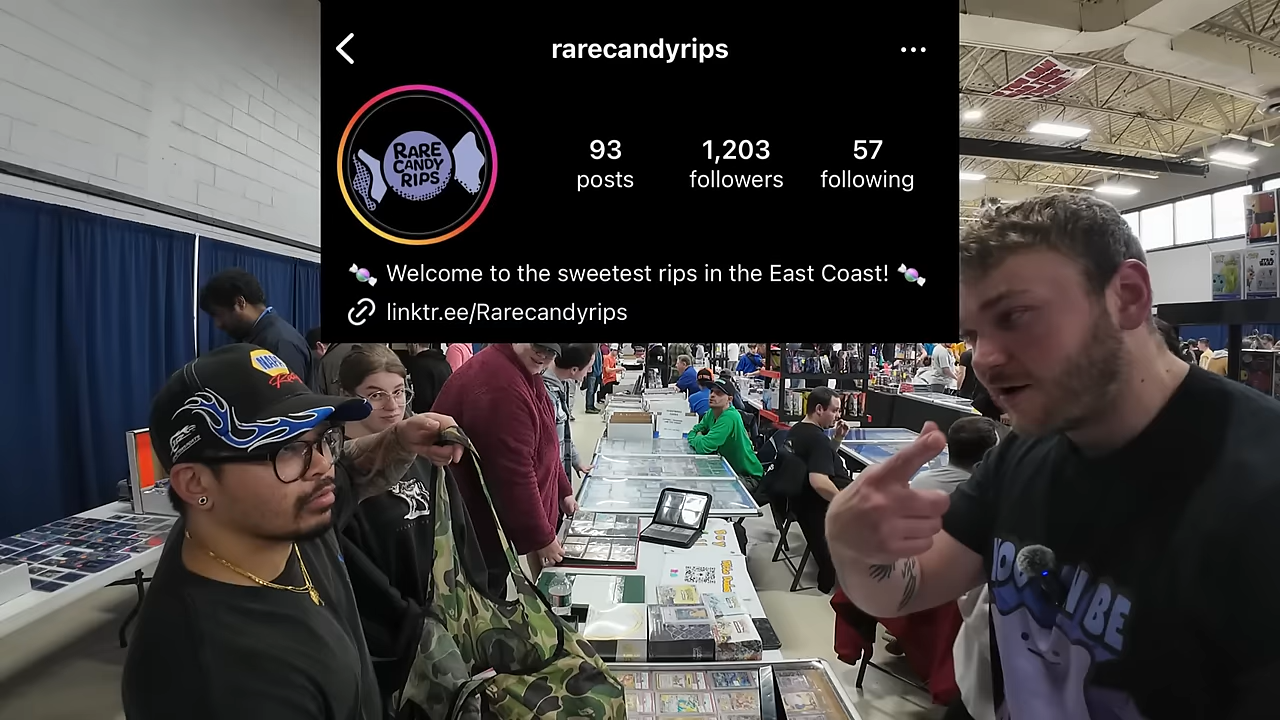 rarecandyrips
RARE
CANDY
RIPS
93
posts
1,203
followers
57
following
Welcome to the sweetest rips in the East Coast!
linktr.ee/Rarecandyrips
NAPA
BE